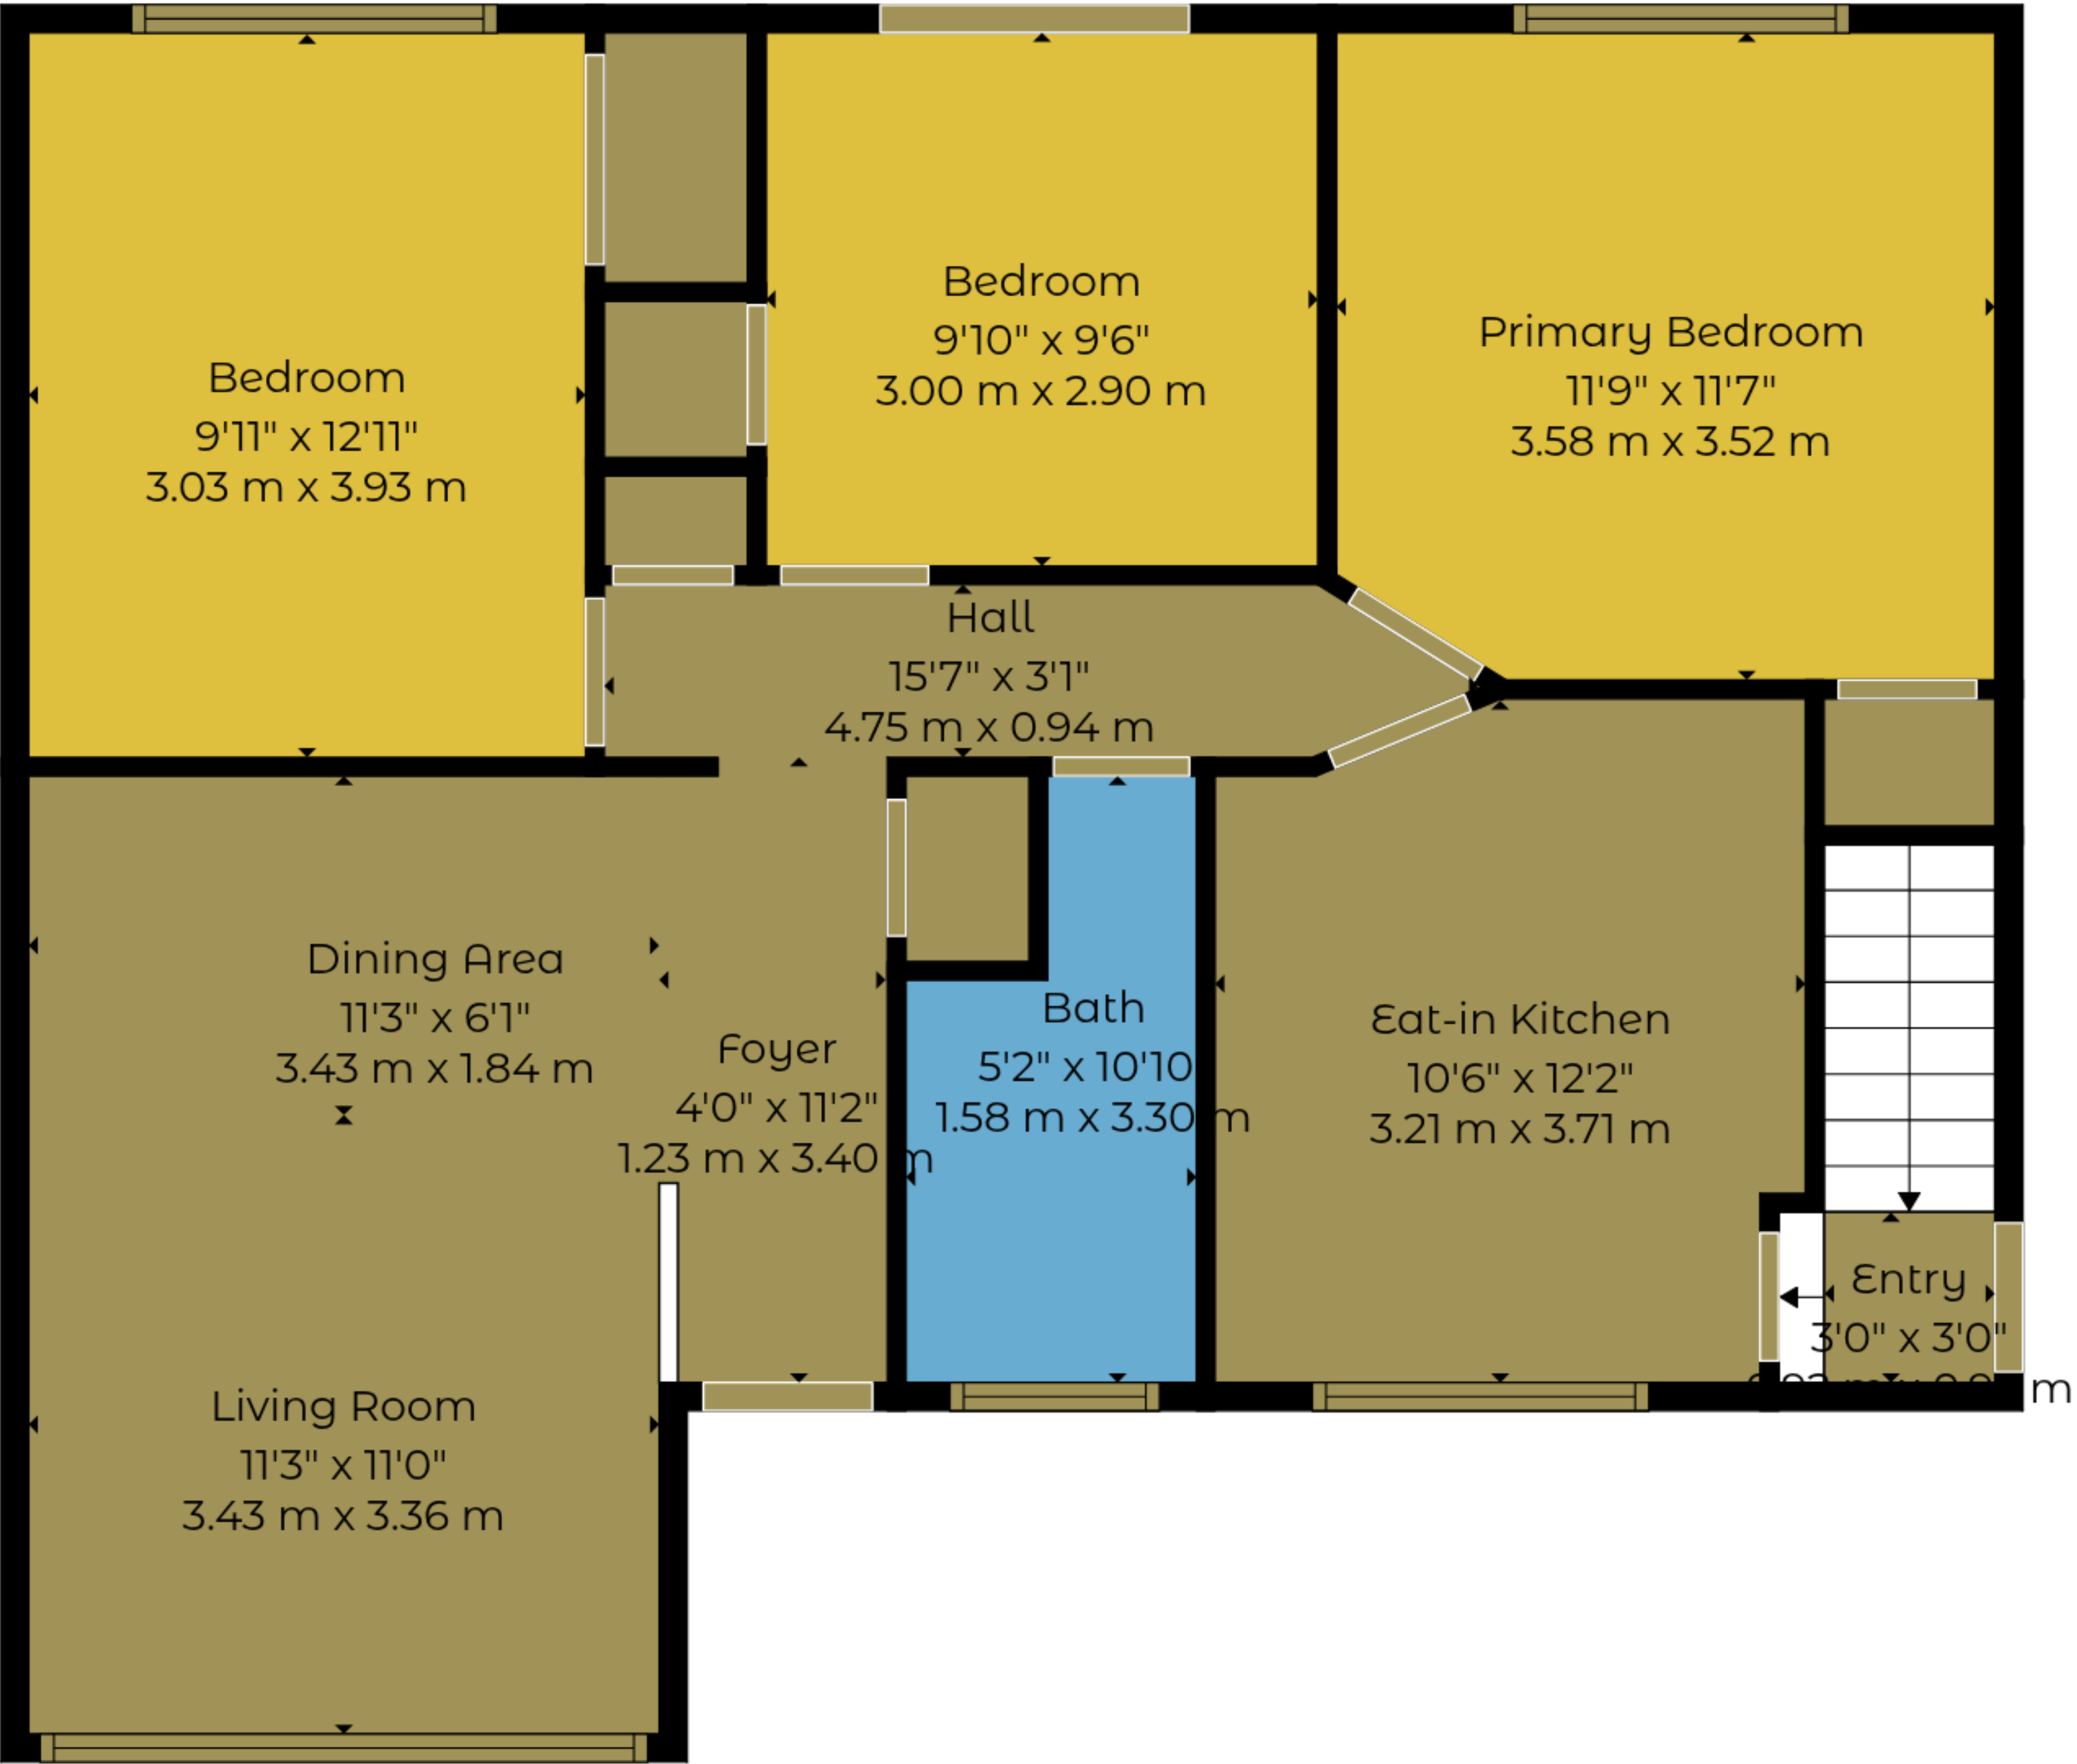 Bedroom
9'11" x 12'11"
3.03 m x 3.93 m
Bedroom
9'10" x 9'6"
3.00 m x 2.90 m
Primary Bedroom
11'9" x 11'7"
3.58 m x 3.52 m
Hall
15'7" x 3'1"
4.75 m x 0.94 m
Dining Area
11'3" x 6'1"
3.43 m x 1.84 m
Foyer
4'0" x 11'2"
1.23 m x 3.40 m
Bath
5'2" x 10'10
1.58 m x 3.30 m
Eat-in Kitchen
10'6" x 12'2"
3.21 m x 3.71 m
Entry
3'0" x 3'0"
m
Living Room
11'3" x 11'0"
3.43 m x 3.36 m